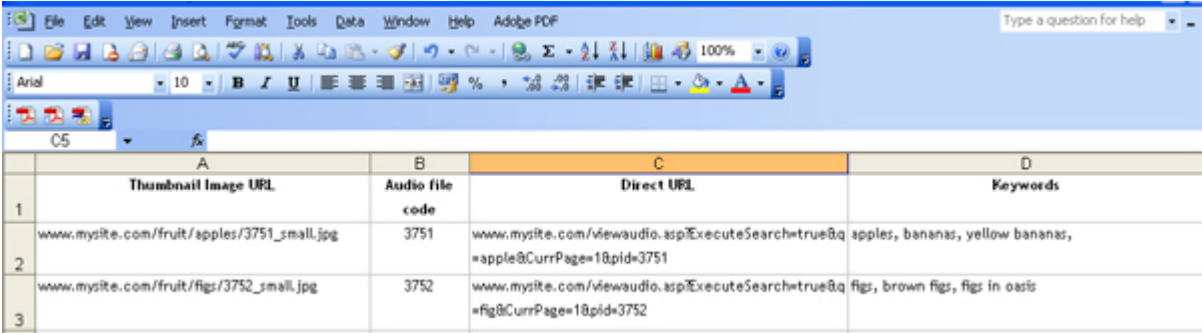 File Edit View Insert Format Tools Data Window Help Adobe PDF Type a question for help
100%
Arial 10 B I U % ,
C5 fx
A B C D
Thumbnail Image URL Audio file Direct URL Keywords
1 code
www.mysite.com/fruit/apples/3751_small.jpg 3751 www.mysite.com/viewaudio.asp?ExecuteSearch=true&q apples, bananas, yellow bananas,
2 =apple&CurrPage=1&pid=3751
www.mysite.com/fruit/figs/3752_small.jpg 3752 www.mysite.com/viewaudio.asp?ExecuteSearch=true&q figs, brown figs, figs in oasis
3 =fig&CurrPage=1&pid=3752